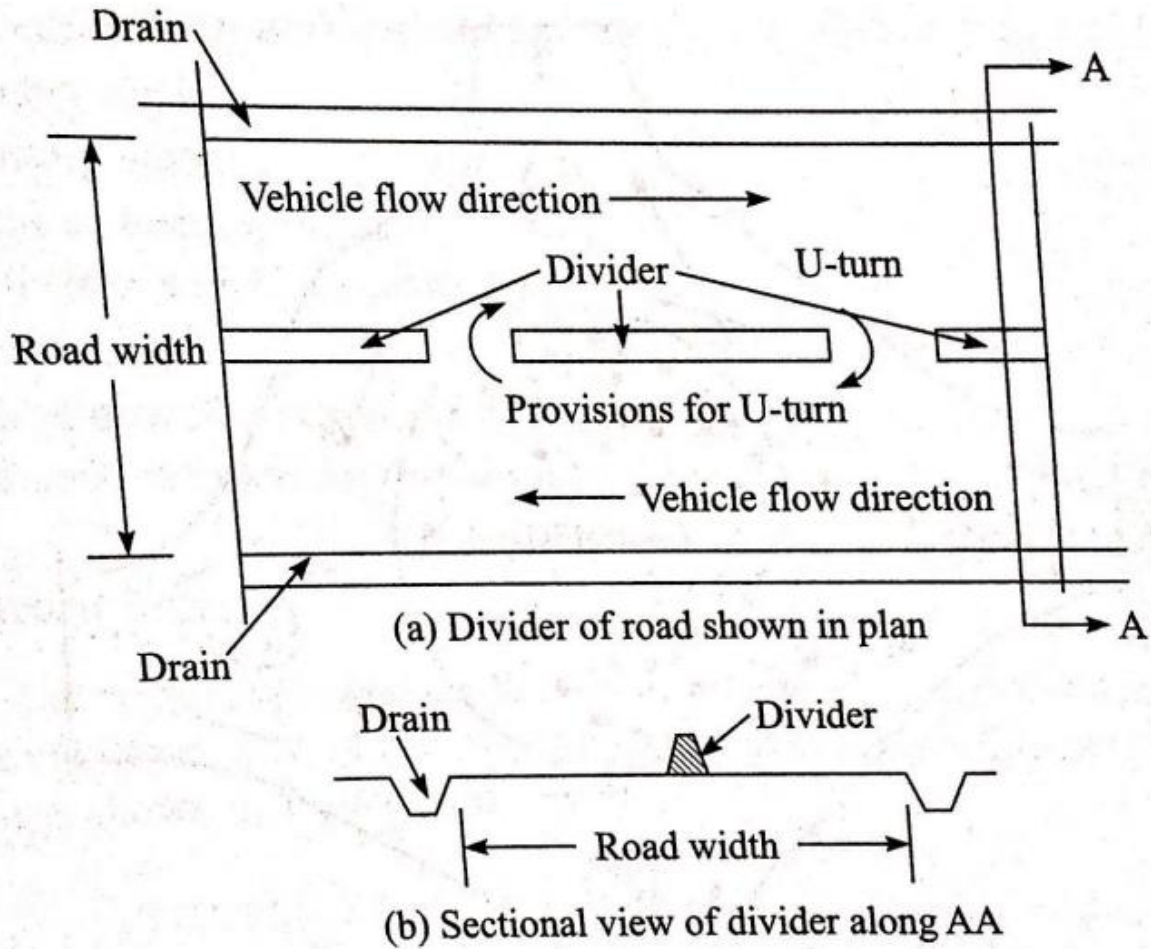 Drain
A
Vehicle flow direction
Divider
U-turn
Road width
Provisions for U-turn
Vehicle flow direction
(a) Divider of road shown in plan
A
Drain
Drain
Divider
Road width
(b) Sectional view of divider along AA